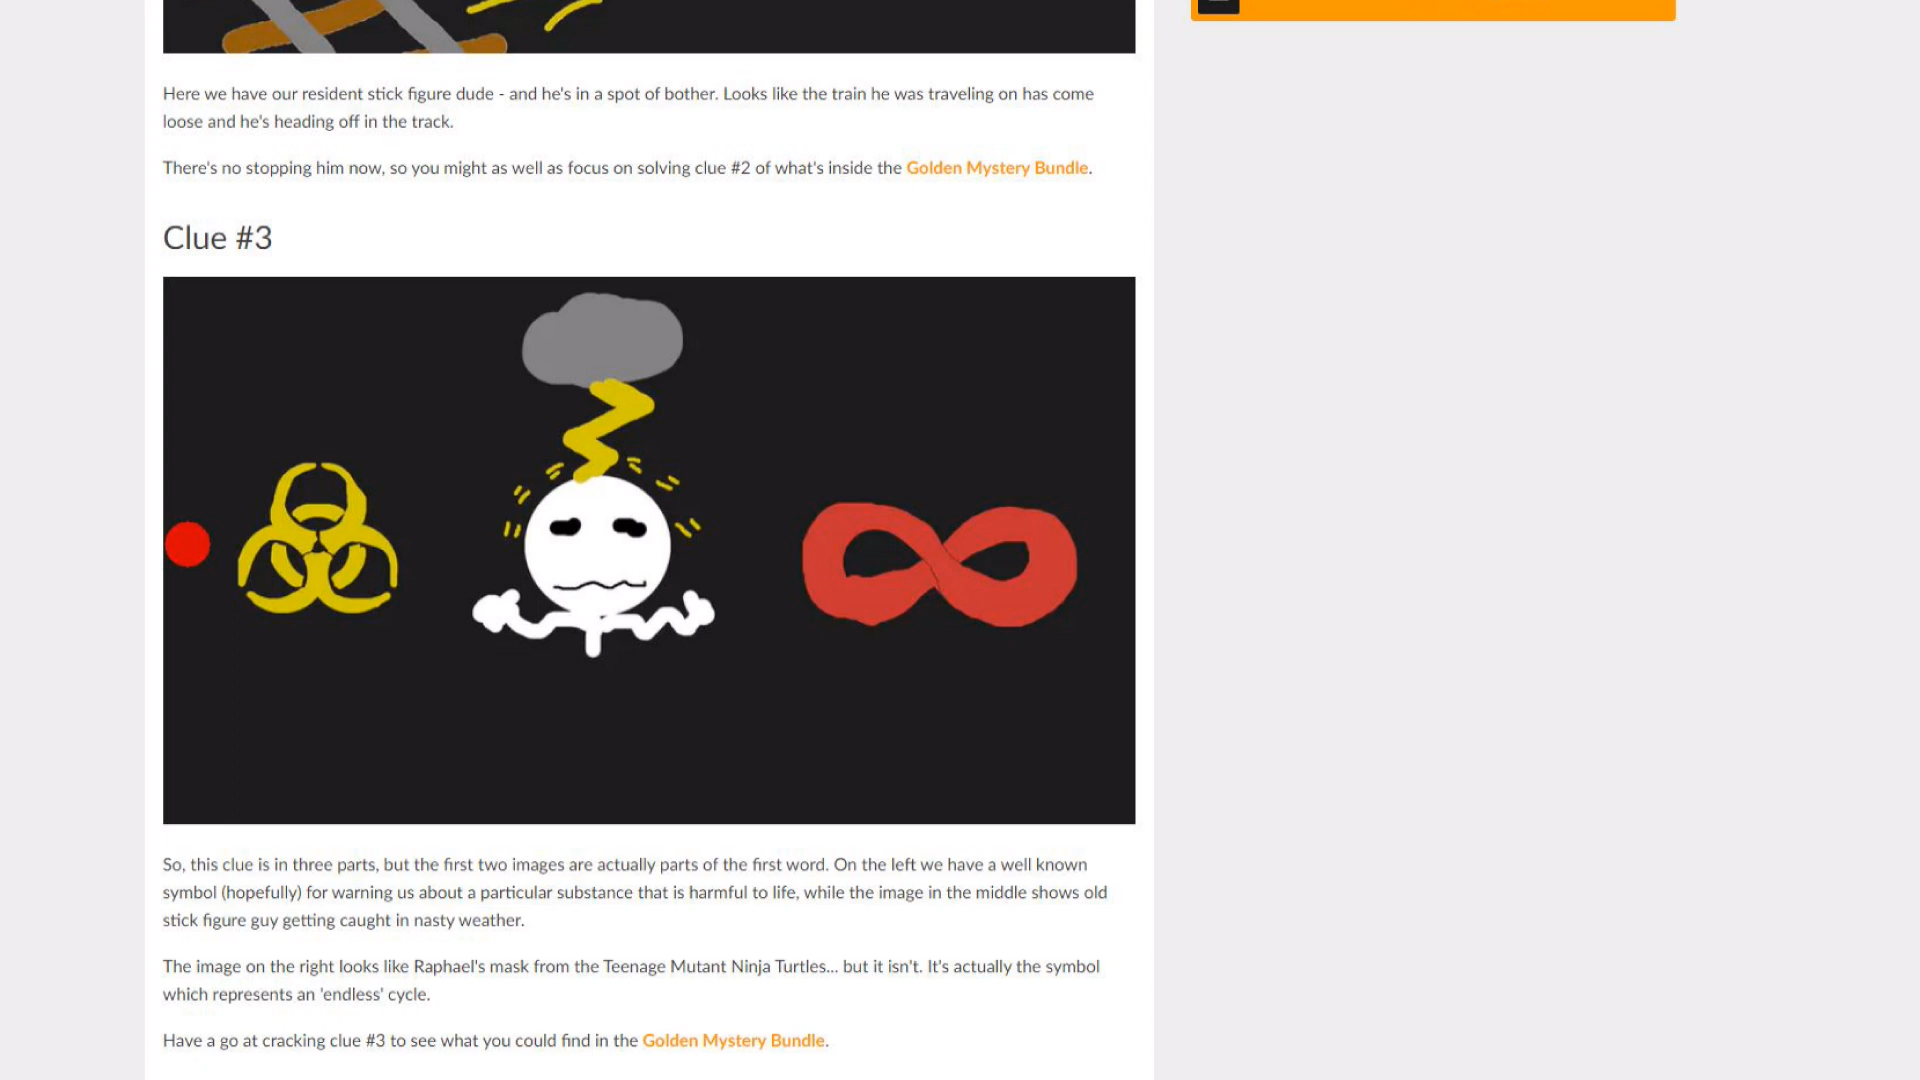 Here we have our resident stick figure dude - and he's in a spot of bother. Looks like the train he was traveling on has come
loose and he's heading off in the track.
There's no stopping him now, so you might as well as focus on solving clue #2 of what's inside the Golden Mystery Bundle.
Clue #3
So, this clue is in three parts, but the first two images are actually parts of the first word. On the left we have a well known
symbol (hopefully) for warning us about a particular substance that is harmful to life, while the image in the middle shows old
stick figure guy getting caught in nasty weather.
The image on the right looks like Raphael's mask from the Teenage Mutant Ninja Turtles... but it isn't. It's actually the symbol
which represents an 'endless' cycle.
Have a go at cracking clue #3 to see what you could find in the Golden Mystery Bundle.